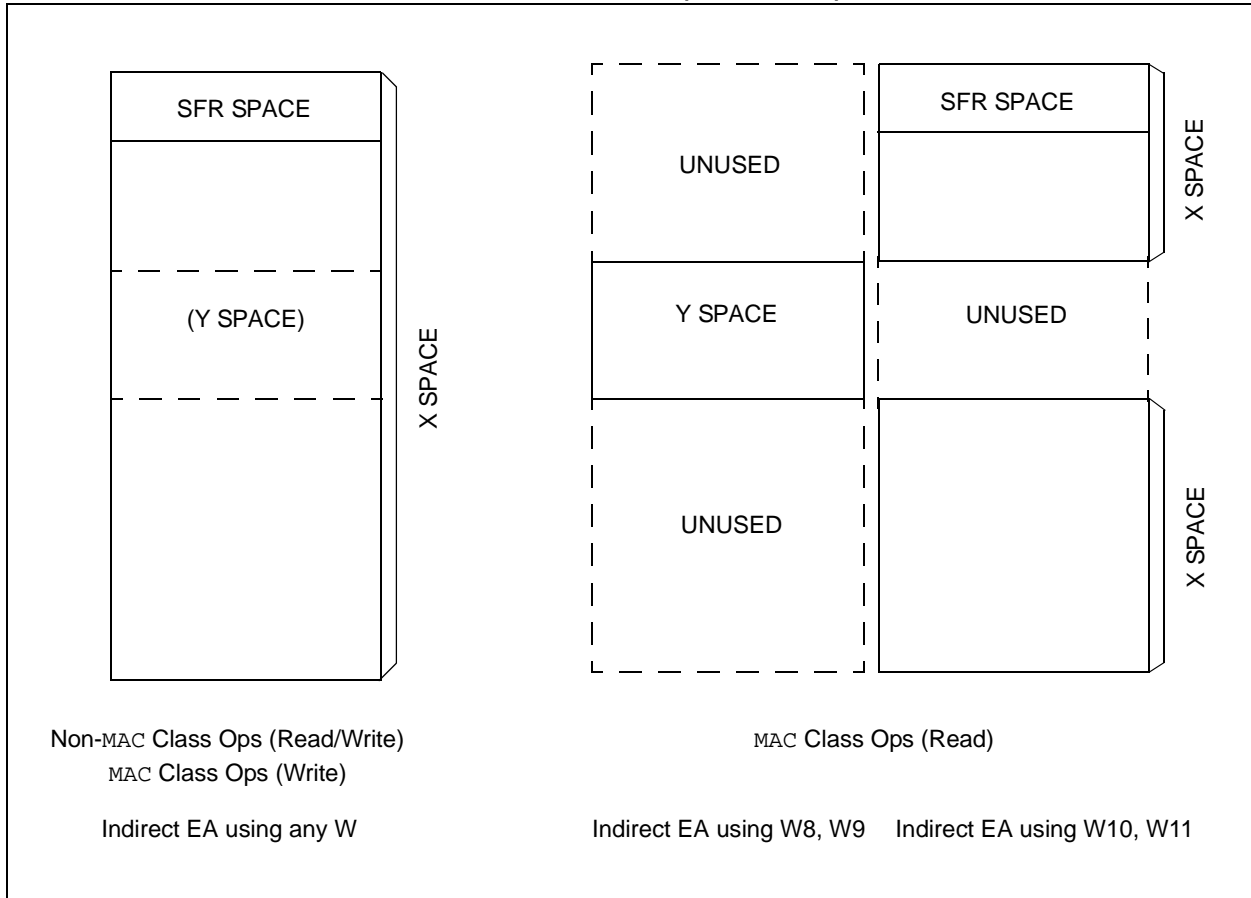 SFR SPACE
(Y SPACE)
X SPACE
UNUSED
Y SPACE
UNUSED
SFR SPACE
UNUSED
X SPACE
X SPACE
Non-MAC Class Ops (Read/Write)
MAC Class Ops (Write)
MAC Class Ops (Read)
Indirect EA using any W
Indirect EA using W8, W9
Indirect EA using W10, W11